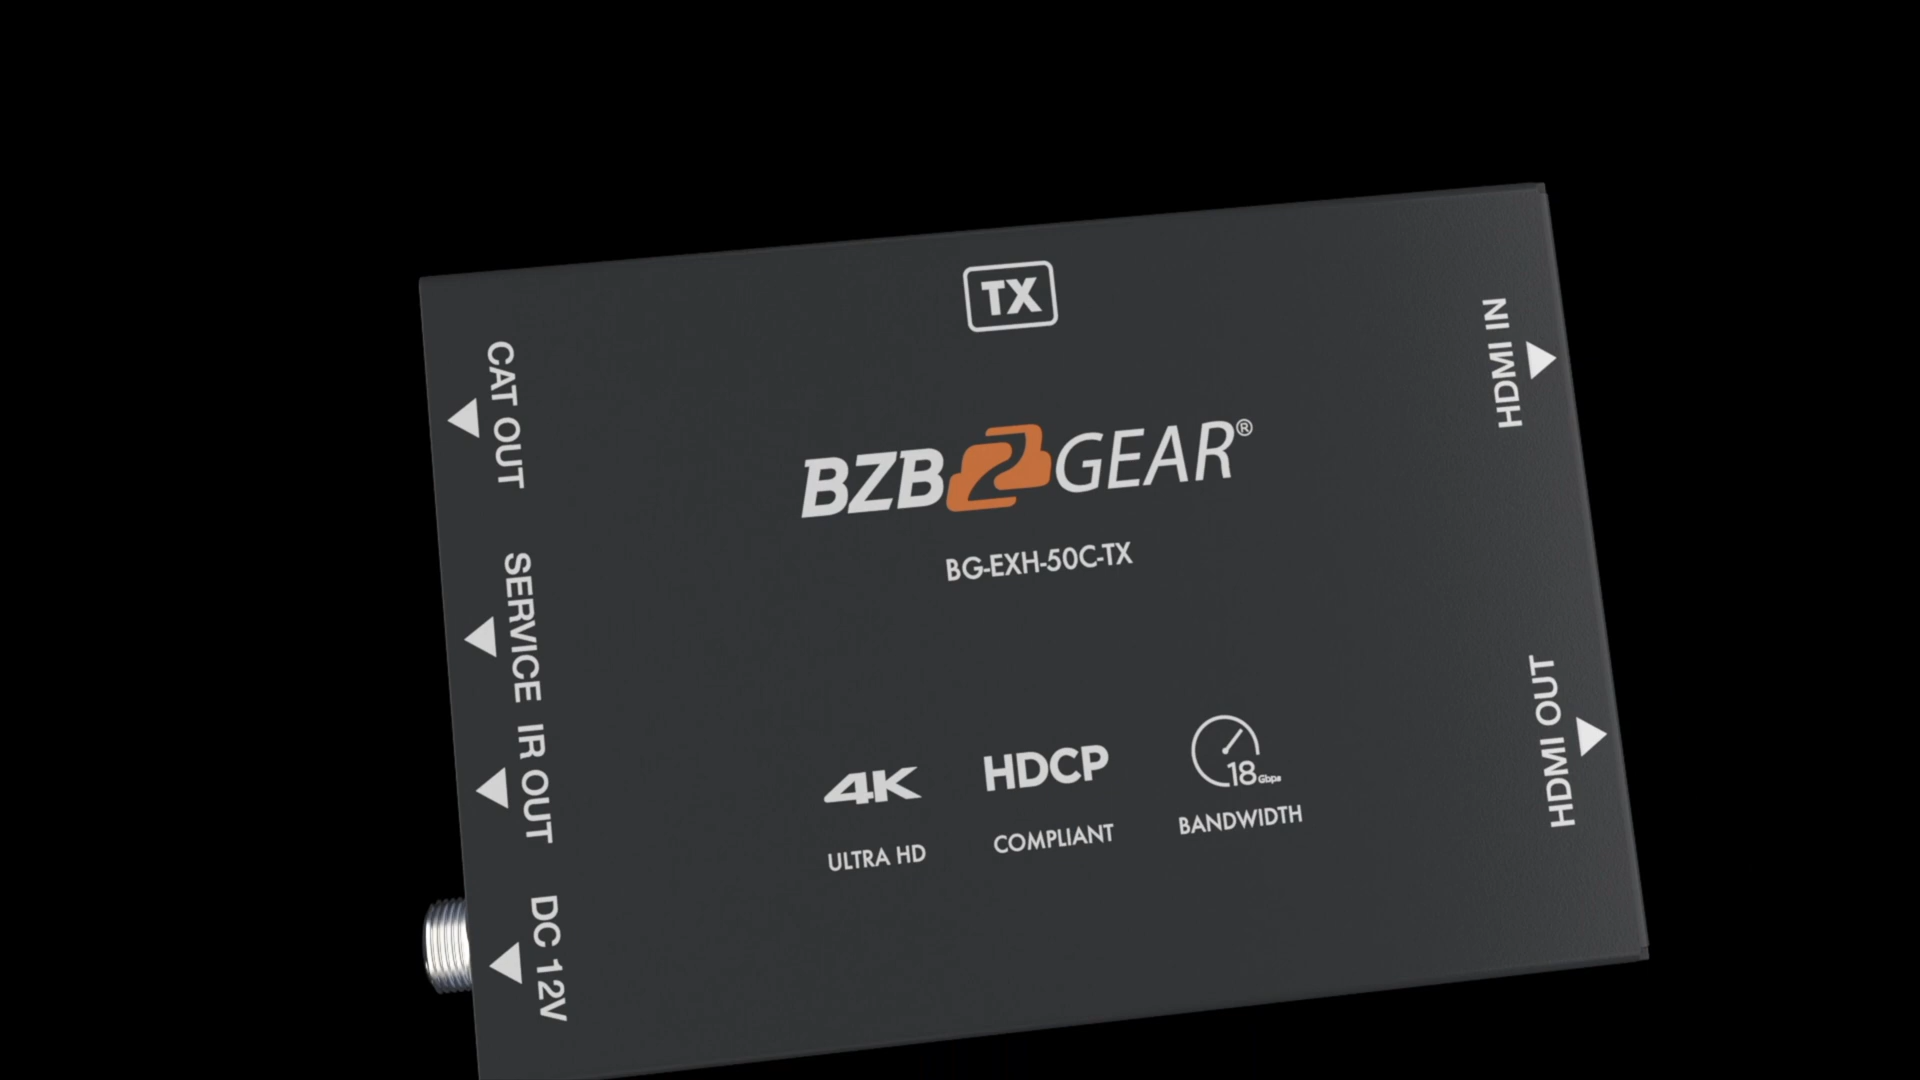 TX
CAT OUT
SERVICE
IR OUT
DC 12V
BZBGEAR®
BG-EXH-50C-TX
4K
ULTRA HD
HDCP
COMPLIANT
18Gbps
BANDWIDTH
HDMI IN
HDMI OUT